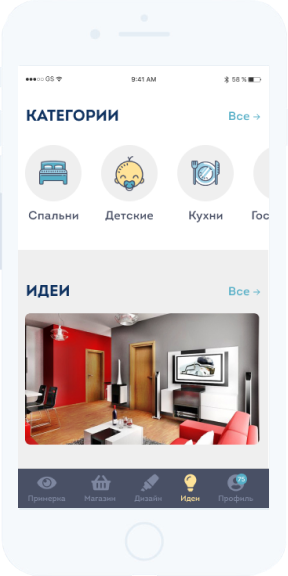 GS 9:41 AM 58 %
КАТЕГОРИИ Все →
Спальни Детские Кухни Гос
ИДЕИ Все →
75
Примерка Магазин Дизайн Идеи Профиль